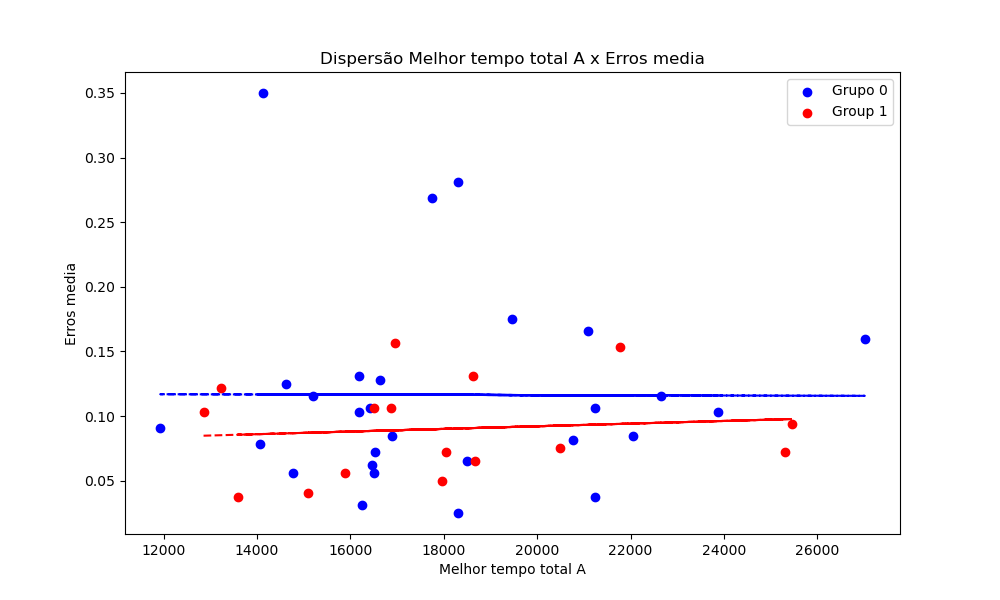 Dispersão Melhor tempo total A x Erros media
Grupo 0
Group 1
0.35
0.30
0.25
0.20
0.15
0.10
0.05
Erros media
12000 14000 16000 18000 20000 22000 24000 26000
Melhor tempo total A